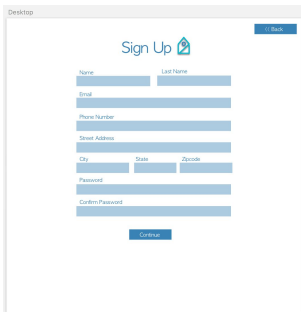 Desktop
<< Back
Sign Up
Name Last Name
Email
Phone Number
Street Address
City State Zipcode
Password
Confirm Password
Continue